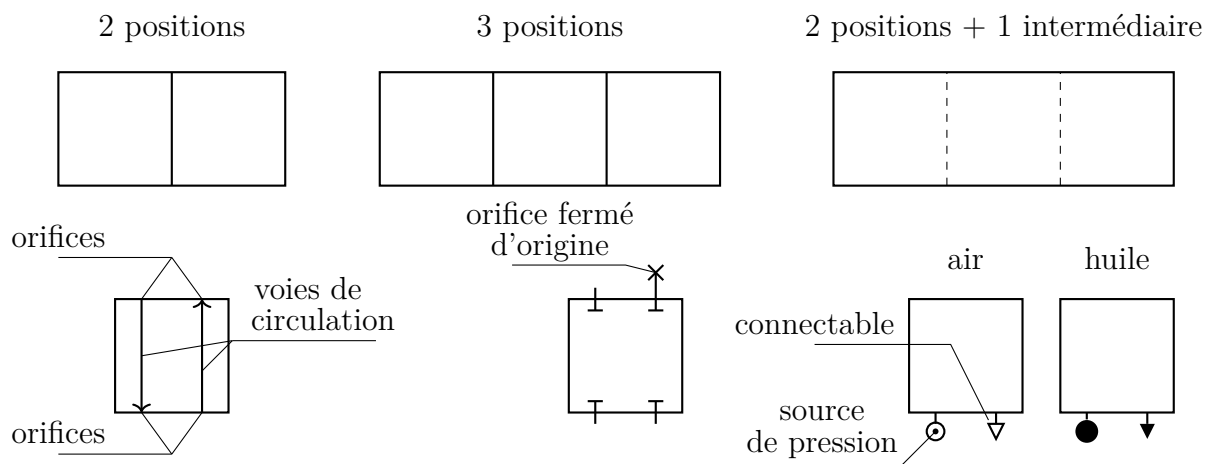 2 positions
3 positions
2 positions + 1 intermédiaire
orifices
voies de
circulation
orifices
orifice fermé
d'origine
air
huile
connectable
source
de pression